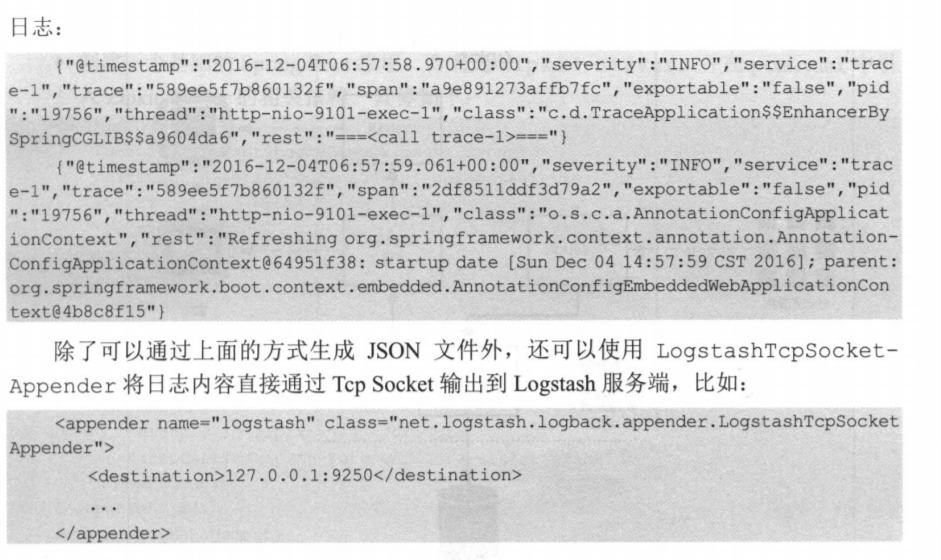 日志：
{"@timestamp":"2016-12-04T06:57:58.970+00:00","severity":"INFO","service":"trac
e-1","trace":"589ee5f7b860132f","span":"a9e891273affb7fc","exportable":"false","pid
":"19756","thread":"http-nio-9101-exec-1","class":"c.d.TraceApplication$$EnhancerBy
SpringCGLIB$$a9604da6","rest":"===<call trace-1>==="}
{"@timestamp":"2016-12-04T06:57:59.061+00:00","severity":"INFO","service":"trac
e-1","trace":"589ee5f7b860132f","span":"2df8511ddf3d79a2","exportable":"false","pid
":"19756","thread":"http-nio-9101-exec-1","class":"o.s.c.a.AnnotationConfigApplicat
ionContext","rest":"Refreshing org.springframework.context.annotation.Annotation-
ConfigApplicationContext@64951f38: startup date [Sun Dec 04 14:57:59 CST 2016]; parent:
org.springframework.boot.context.embedded.AnnotationConfigEmbeddedWebApplicationCon
text@4b8c8f15"}
除了可以通过上面的方式生成 JSON 文件外，还可以使用 LogstashTcpSocket-
Appender 将日志内容直接通过 Tcp Socket 输出到 Logstash 服务端，比如：
<appender name="logstash" class="net.logstash.logback.appender.LogstashTcpSocket
Appender">
<destination>127.0.0.1:9250</destination>
...
</appender>